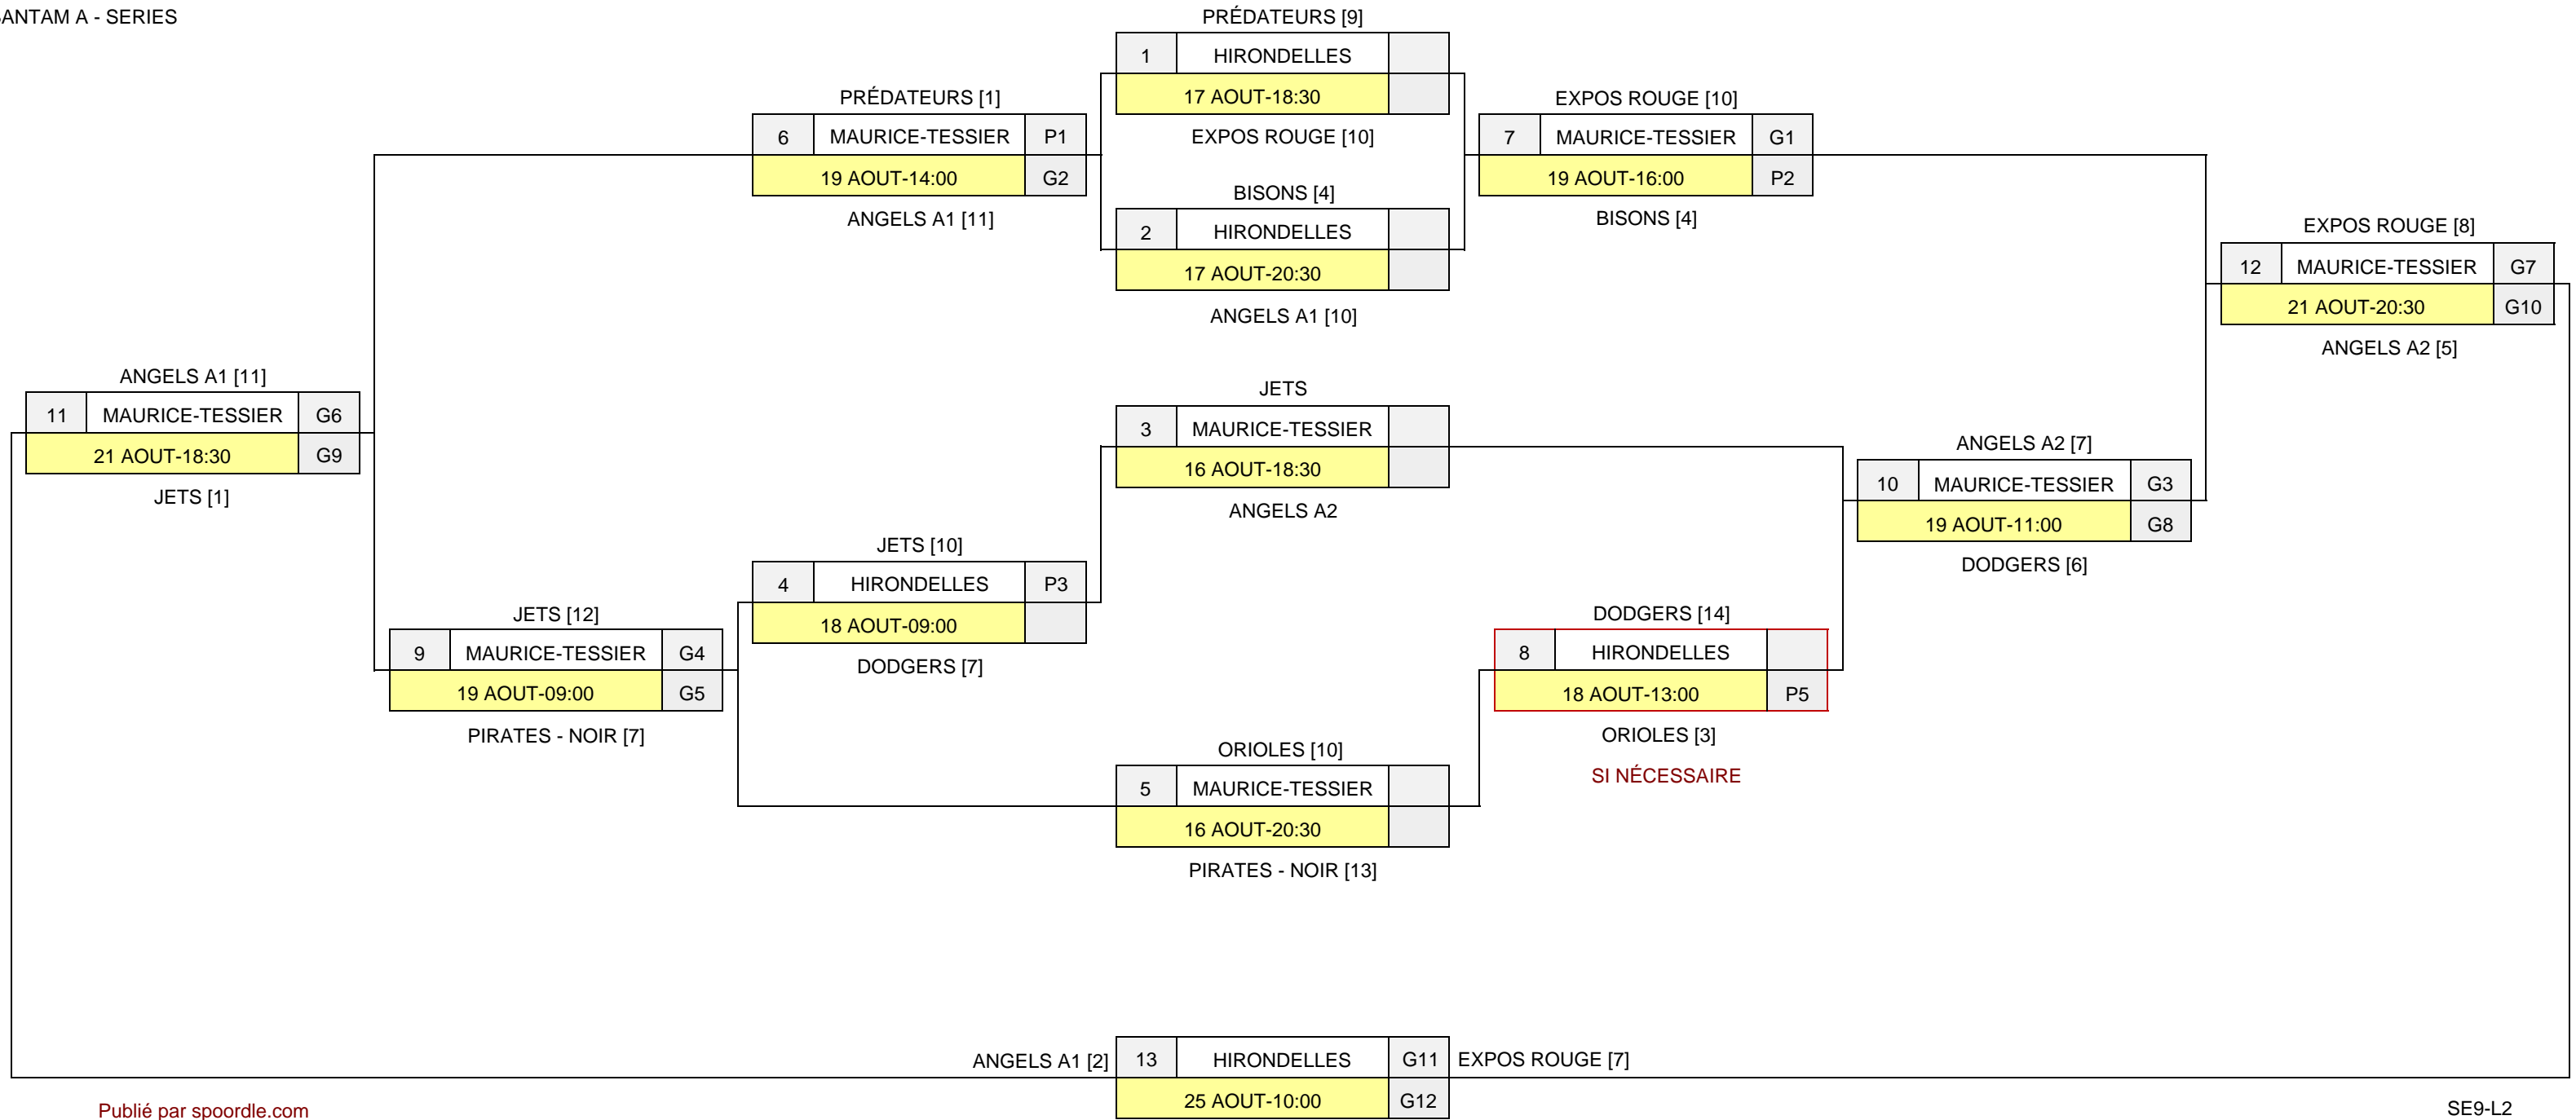 ANTAM A - SERIES
PRÉDATEURS [9]
1 HIRONDELLES
17 AOUT-18:30
EXPOS ROUGE [10]
PRÉDATEURS [1]
6 MAURICE-TESSIER P1
19 AOUT-14:00 G2
ANGELS A1 [11]
EXPOS ROUGE [10]
7 MAURICE-TESSIER G1
19 AOUT-16:00 P2
BISONS [4]
BISONS [4]
2 HIRONDELLES
17 AOUT-20:30
ANGELS A1 [10]
EXPOS ROUGE [8]
12 MAURICE-TESSIER G7
21 AOUT-20:30 G10
ANGELS A2 [5]
ANGELS A1 [11]
11 MAURICE-TESSIER G6
21 AOUT-18:30 G9
JETS [1]
JETS
3 MAURICE-TESSIER
16 AOUT-18:30
ANGELS A2
ANGELS A2 [7]
10 MAURICE-TESSIER G3
19 AOUT-11:00 G8
DODGERS [6]
JETS [10]
4 HIRONDELLES P3
18 AOUT-09:00
DODGERS [7]
JETS [12]
9 MAURICE-TESSIER G4
19 AOUT-09:00 G5
PIRATES - NOIR [7]
DODGERS [14]
8 HIRONDELLES
18 AOUT-13:00 P5
ORIOLES [3]
SI NÉCESSAIRE
ORIOLES [10]
5 MAURICE-TESSIER
16 AOUT-20:30
PIRATES - NOIR [13]
ANGELS A1 [2] 13 HIRONDELLES G11 EXPOS ROUGE [7]
25 AOUT-10:00 G12
Publié par spoordle.com
SE9-L2